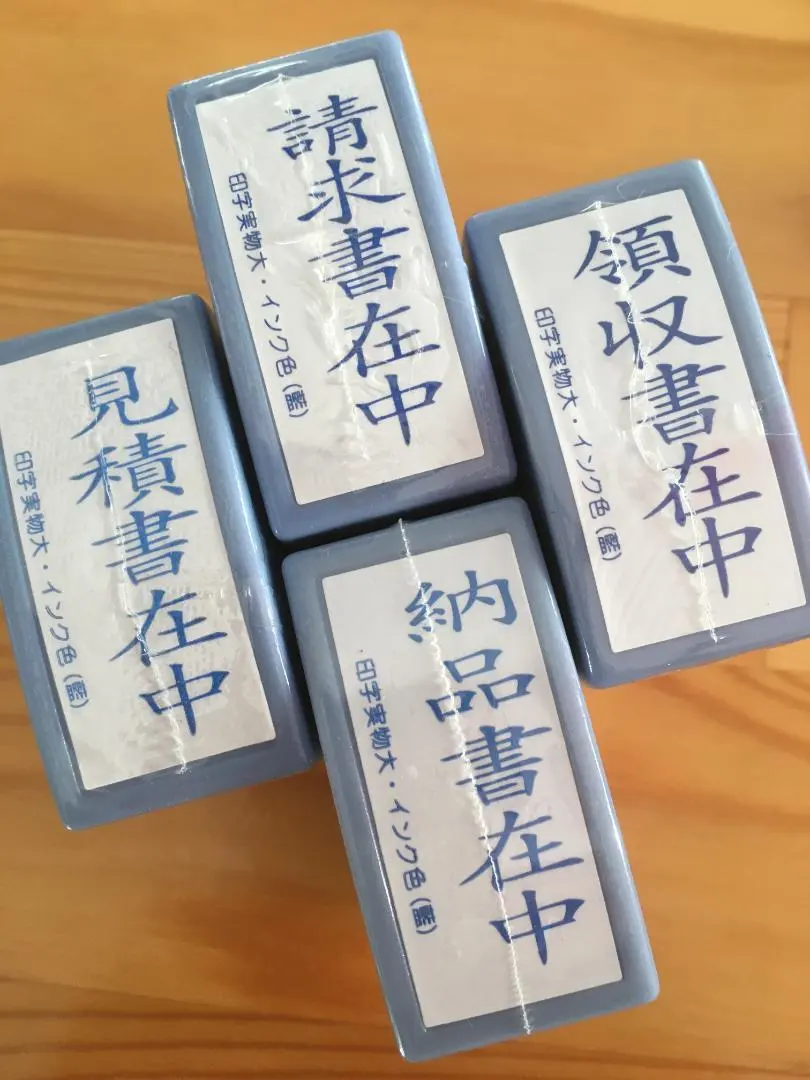 請求書在中
印字実物大・インク色(藍)
領収書在中
印字実物大・インク色(藍)
見積書在中
印字実物大・インク色(藍)
納品書在中
印字実物大・インク色(藍)